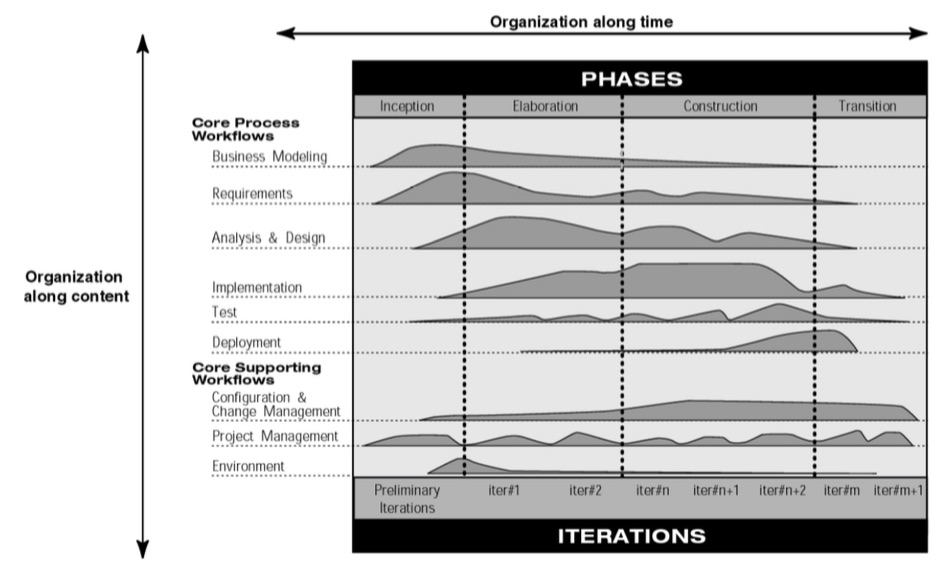 Organization along time
PHASES
Inception Elaboration Construction Transition
Core Process
Workflows
Business Modeling
Requirements
Analysis & Design
Organization
along content
Implementation
Test
Deployment
Core Supporting
Workflows
Configuration &
Change Management
Project Management
Environment
Preliminary
Iterations
iter#1 iter#2 iter#n iter#n+1 iter#n+2 iter#m iter#m+1
ITERATIONS